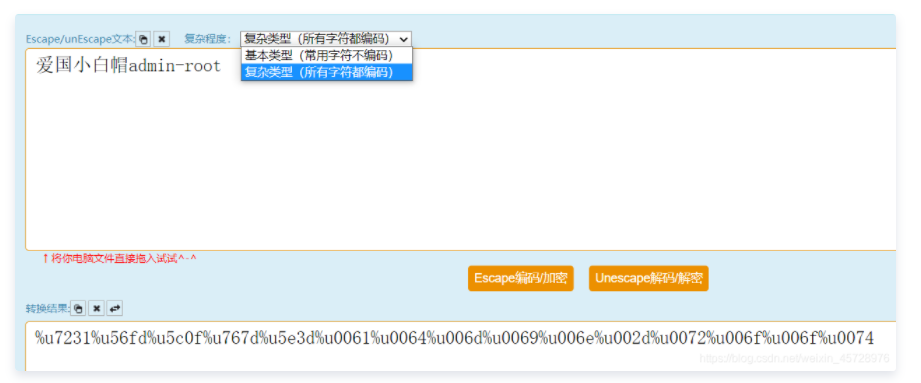 Escape/unEscape文本: 复杂程度: 复杂类型（所有字符都编码）
基本类型（常用字符不编码）
复杂类型（所有字符都编码）
爱国小白帽admin-root
↑将你电脑文件直接拖入试试^-^
Escape编码/加密 Unescape解码/解密
转换结果:
%u7231%u56fd%u5c0f%u767d%u5e3d%u0061%u0064%u006d%u0069%u006e%u002d%u0072%u006f%u006f%u0074
https://blog.csdn.net/weixin_45728976